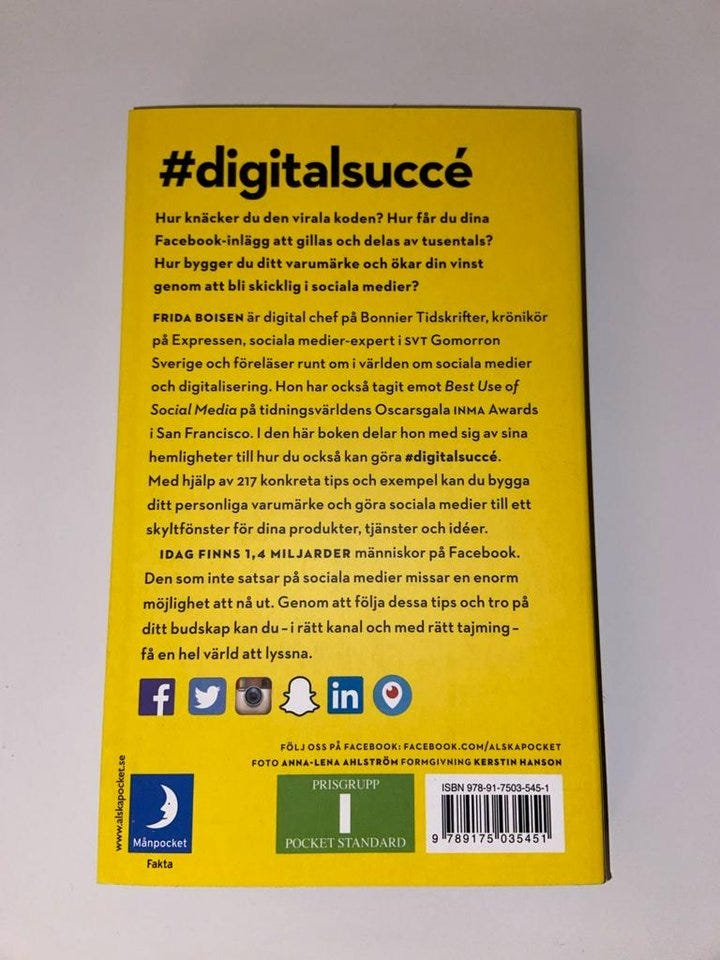 #digitalsuccé
Hur knäcker du den virala koden? Hur får du dina
Facebook-inlägg att gillas och delas av tusentals?
Hur bygger du ditt varumärke och ökar din vinst
genom att bli skicklig i sociala medier?
FRIDA BOISEN är digital chef på Bonnier Tidskrifter, krönikör
på Expressen, sociala medier-expert i SVT Gomorron
Sverige och föreläser runt om i världen om sociala medier
och digitalisering. Hon har också tagit emot Best Use of
Social Media på tidningsvärldens Oscarsgala INMA Awards
i San Francisco. I den här boken delar hon med sig av sina
hemligheter till hur du också kan göra #digitalsuccé.
Med hjälp av 217 konkreta tips och exempel kan du bygga
ditt personliga varumärke och göra sociala medier till ett
skyltfönster för dina produkter, tjänster och idéer.
IDAG FINNS 1,4 MILJARDER människor på Facebook.
Den som inte satsar på sociala medier missar en enorm
möjlighet att nå ut. Genom att följa dessa tips och tro på
ditt budskap kan du – i rätt kanal och med rätt tajming –
få en hel värld att lyssna.
f
in
FÖLJ OSS PÅ FACEBOOK: FACEBOOK.COM/ALSKAPOCKET
FOTO ANNA-LENA AHLSTRÖM FORMGIVNING KERSTIN HANSON
www.alskapocket.se
Månpocket
Fakta
PRISGRUPP
I
POCKET STANDARD
ISBN 978-91-7503-545-1
9 789175 035451